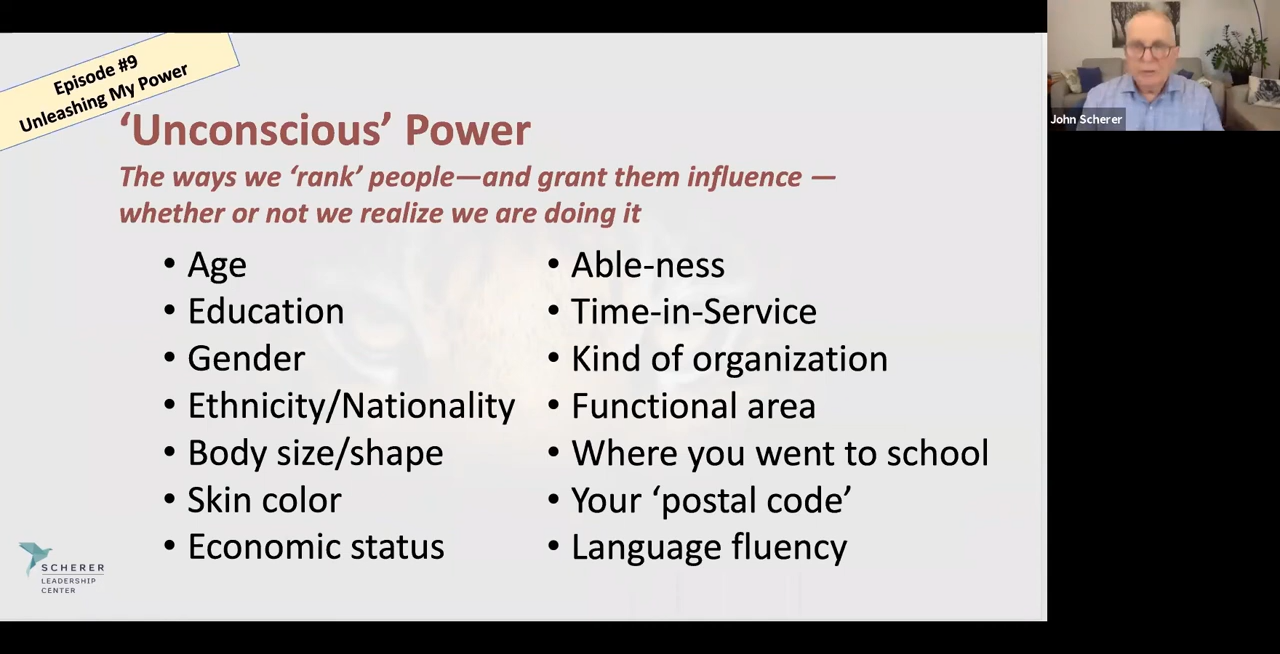 Episode #9
Unleashing My Power
‘Unconscious’ Power
The ways we ‘rank’ people—and grant them influence —
whether or not we realize we are doing it
• Age
• Education
• Gender
• Ethnicity/Nationality
• Body size/shape
• Skin color
• Economic status
• Able-ness
• Time-in-Service
• Kind of organization
• Functional area
• Where you went to school
• Your ‘postal code’
• Language fluency
SCHERER
LEADERSHIP
CENTER
John Scherer